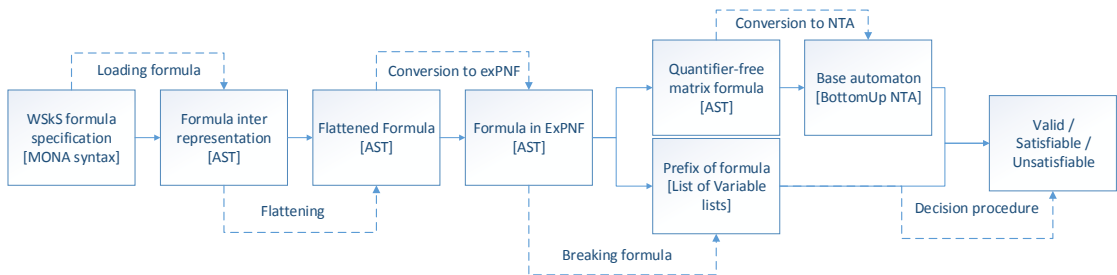 Conversion to NTA
Loading formula
Conversion to exPNF
Quantifier-free
matrix formula
[AST]
Base automaton
[BottomUp NTA]
WSkS formula
specification
[MONA syntax]
Formula inter
representation
[AST]
Flattened Formula
[AST]
Formula in ExPNF
[AST]
Valid /
Satisfiable /
Unsatisfiable
Prefix of formula
[List of Variable
lists]
Flattening
Decision procedure
Breaking formula